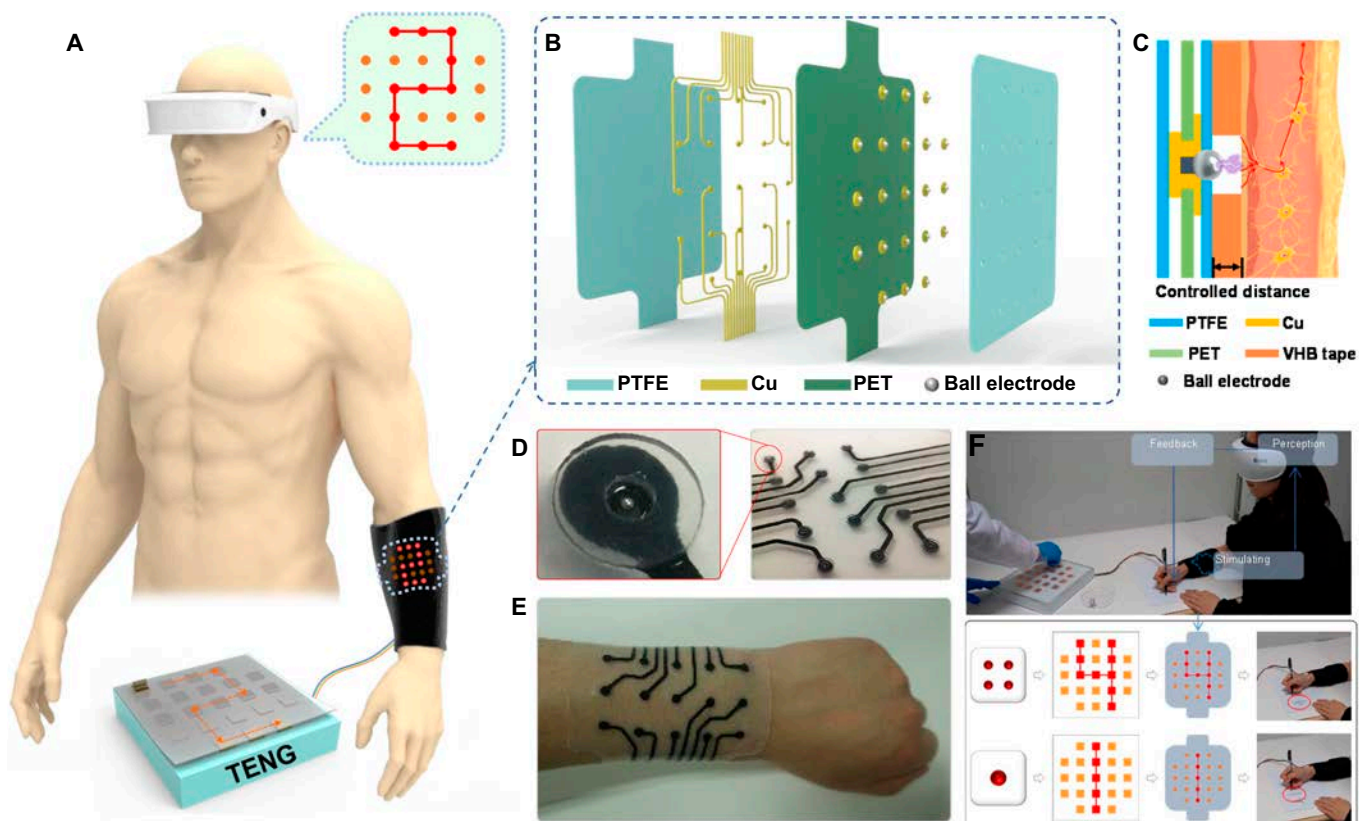 A
B
C
TENG
PTFE Cu PET Ball electrode
Controlled distance
PTFE Cu
PET VHB tape
Ball electrode
D
E
F
Feedback Perception
Stimulating